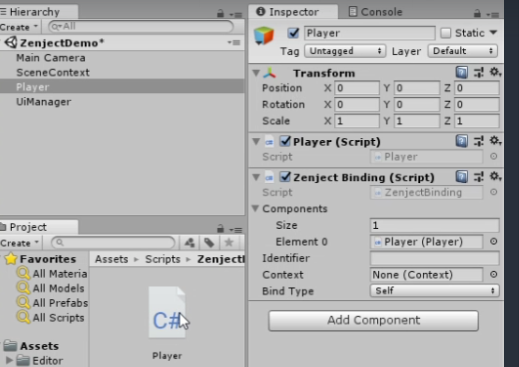 Hierarchy
Create
All
ZenjectDemo*
Main Camera
SceneContext
Player
UiManager
Project
Create
Favorites
All Materia
All Models
All Prefabs
All Scripts
Assets
Editor
Assets Scripts Zenject
C#
Player
Inspector Console
Player Static
Tag Untagged Layer Default
Transform
Position X 0 Y 0 Z 0
Rotation X 0 Y 0 Z 0
Scale X 1 Y 1 Z 1
Player (Script)
Script Player
Zenject Binding (Script)
Script ZenjectBinding
Components
Size 1
Element 0 Player (Player)
Identifier
Context None (Context)
Bind Type Self
Add Component